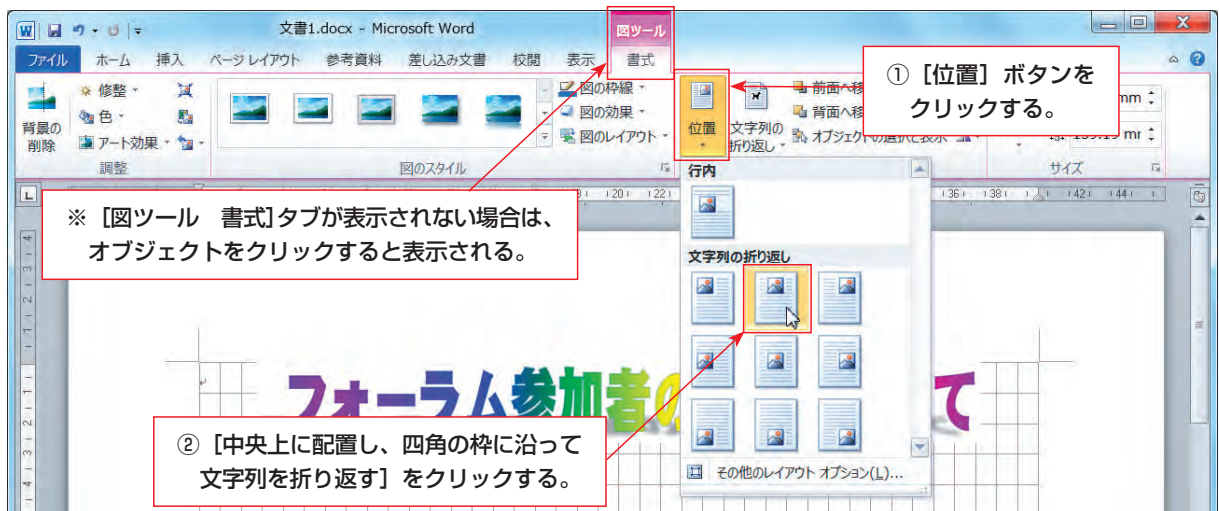 文書1.docx - Microsoft Word
図ツール
ファイル ホーム 挿入 ページ レイアウト 参考資料 差し込み文書 校閲 表示 書式
①［位置］ボタンを
クリックする。
修整
色
アート効果
背景の
削除
図の枠線
図の効果
図のレイアウト
位置
文字列の
折り返し
前面へ移
背面へ移
オブジェクトの選択と表示
mm
調整
図のスタイル
サイズ
行内
文字列の折り返し
※［図ツール　書式］タブが表示されない場合は、
オブジェクトをクリックすると表示される。
フォーラム参加者の
て
②［中央上に配置し、四角の枠に沿って
文字列を折り返す］をクリックする。
その他のレイアウト オプション(L)...